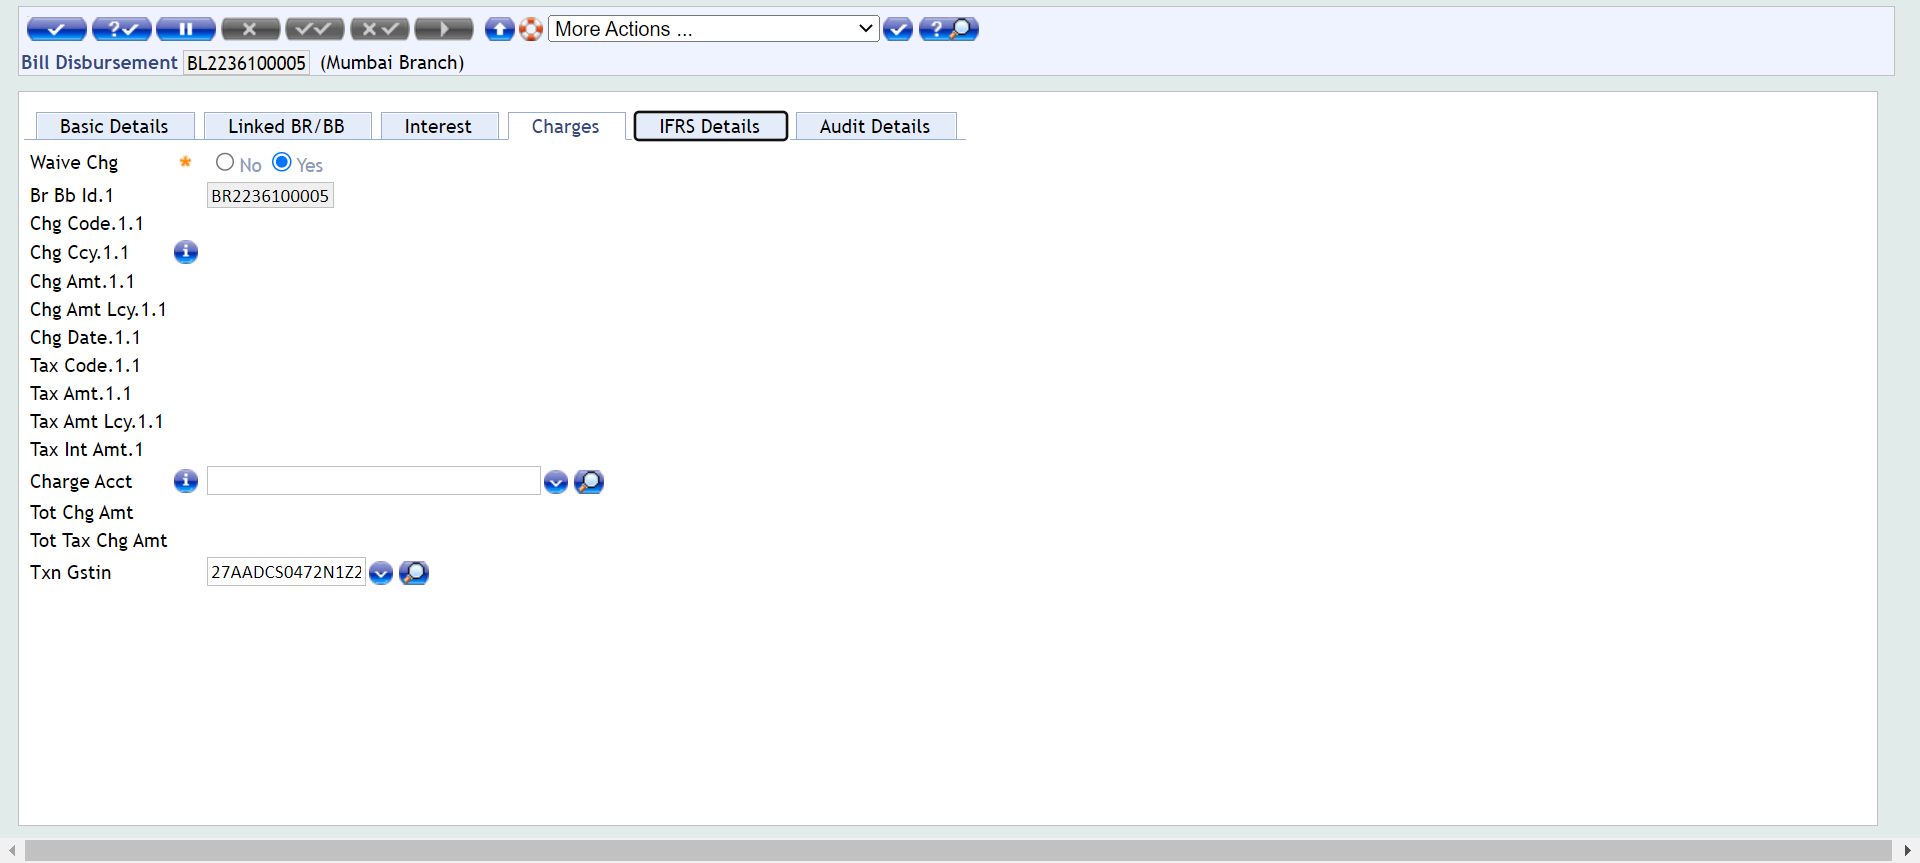 More Actions ...
Bill Disbursement BL2236100005 (Mumbai Branch)
Basic Details Linked BR/BB Interest Charges IFRS Details Audit Details
Waive Chg * No Yes
Br Bb Id.1 BR2236100005
Chg Code.1.1
Chg Ccy.1.1
Chg Amt.1.1
Chg Amt Lcy.1.1
Chg Date.1.1
Tax Code.1.1
Tax Amt.1.1
Tax Amt Lcy.1.1
Tax Int Amt.1
Charge Acct
Tot Chg Amt
Tot Tax Chg Amt
Txn Gstin 27AADCS0472N1Z2